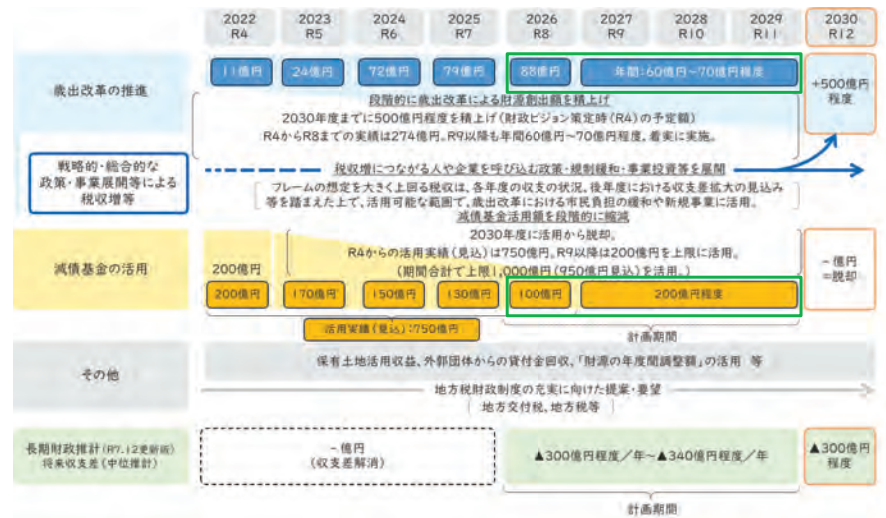 2022 2023 2024 2025 2026 2027 2028 2029 2030
R4 R5 R6 R7 R8 R9 R10 R11 R12
歳出改革の推進
11億円 24億円 72億円 79億円 88億円 年間:60億円~70億円程度
+500億円
程度
段階的に歳出改革による財源創出額を積上げ
2030年度までに500億円程度を積上げ(財政ビジョン策定時(R4)の予定額)
R4からR8までの実績は274億円。R9以降も年間60億円~70億円程度、着実に実施。
戦略的・総合的な
政策・事業展開等による
税収増等
税収増につながる人や企業を呼び込む政策・規制緩和・事業投資等を展開
フレームの想定を大きく上回る税収は、各年度の収支の状況、後年度における収支差拡大の見込み
等を踏まえた上で、活用可能な範囲で、歳出改革における市民負担の緩和や新規事業に活用。
減債基金の活用
減債基金活用額を段階的に縮減
2030年度に活用から脱却。
R4からの活用実績(見込)は750億円。R9以降は200億円を上限に活用。
(期間合計で上限1,000億円(950億円見込)を活用。)
200億円
200億円 170億円 150億円 130億円 100億円 200億円程度
-億円
=脱却
活用実績(見込):750億円
計画期間
その他
保有土地活用収益、外郭団体からの貸付金回収、「財源の年度間調整額」の活用 等
地方税財政制度の充実に向けた提案・要望
地方交付税、地方税等
長期財政推計(R7.12更新版)
将来収支差(中位推計)
-億円
(収支差解消)
▲300億円程度/年~▲340億円程度/年
▲300億円
程度
計画期間